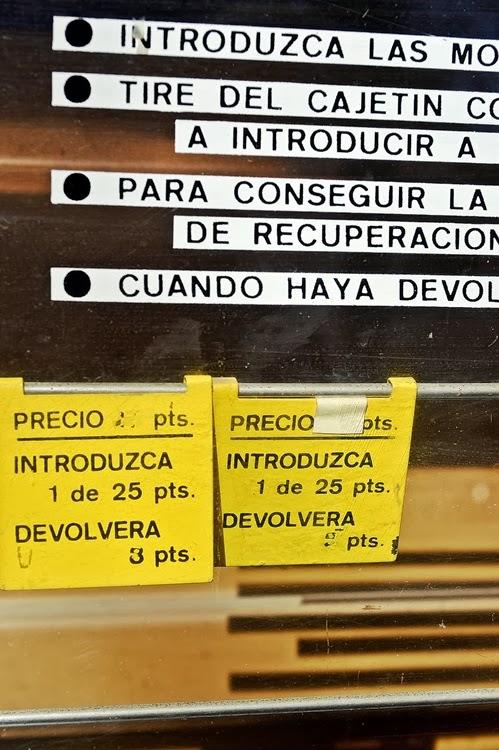 INTRODUZCA LAS MO
TIRE DEL CAJETIN CO
A INTRODUCIR A
PARA CONSEGUIR LA
DE RECUPERACION
CUANDO HAYA DEVOL
PRECIO pts.
INTRODUZCA
1 de 25 pts.
DEVOLVERA
3 pts.
PRECIO pts.
INTRODUZCA
1 de 25 pts.
DEVOLVERA
pts.